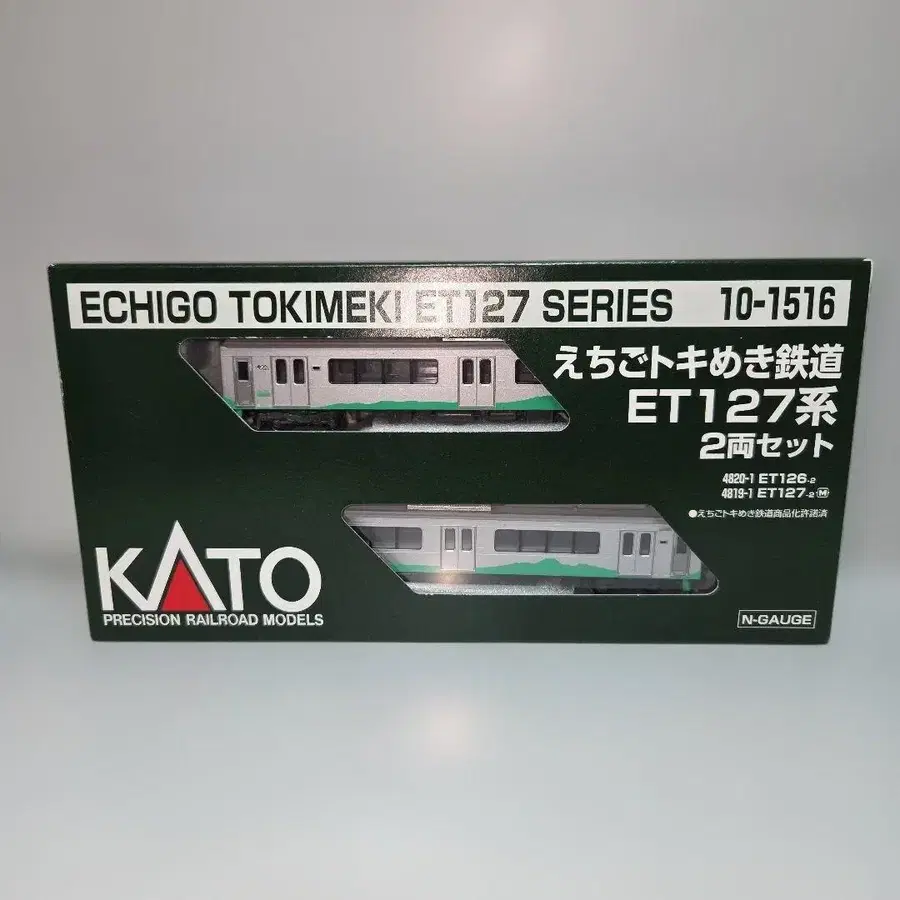 ECHIGO TOKIMEKI ET127 SERIES 10-1516
えちごトキめき鉄道
ET127系
2両セット
4820-1 ET126-2
4819-1 ET127-2 M
●えちごトキめき鉄道商品化許諾済
KATO
PRECISION RAILROAD MODELS
N-GAUGE